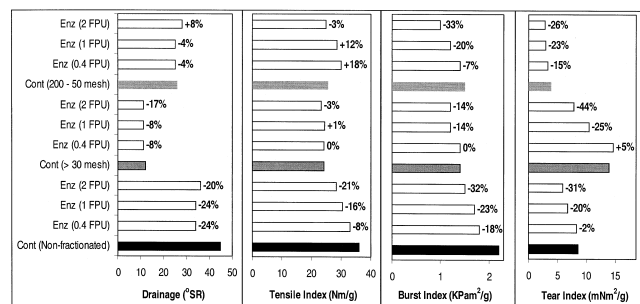 Enz (2 FPU) +8% -3% -33% -26%
Enz (1 FPU) -4% +12% -20% -23%
Enz (0.4 FPU) -4% +18% -7% -15%
Cont (200 - 50 mesh)
Enz (2 FPU) -17% -3% -14% -44%
Enz (1 FPU) -8% +1% -14% -25%
Enz (0.4 FPU) -8% 0% 0% +5%
Cont (> 30 mesh)
Enz (2 FPU) -20% -21% -32% -31%
Enz (1 FPU) -24% -16% -23% -20%
Enz (0.4 FPU) -24% -8% -18% -2%
Cont (Non-fractionated)
0 10 20 30 40 50 0 10 20 30 40 0 1 2 0 5 10 15 20
Drainage (⁰SR) Tensile Index (Nm/g) Burst Index (KPam²/g) Tear Index (mNm²/g)